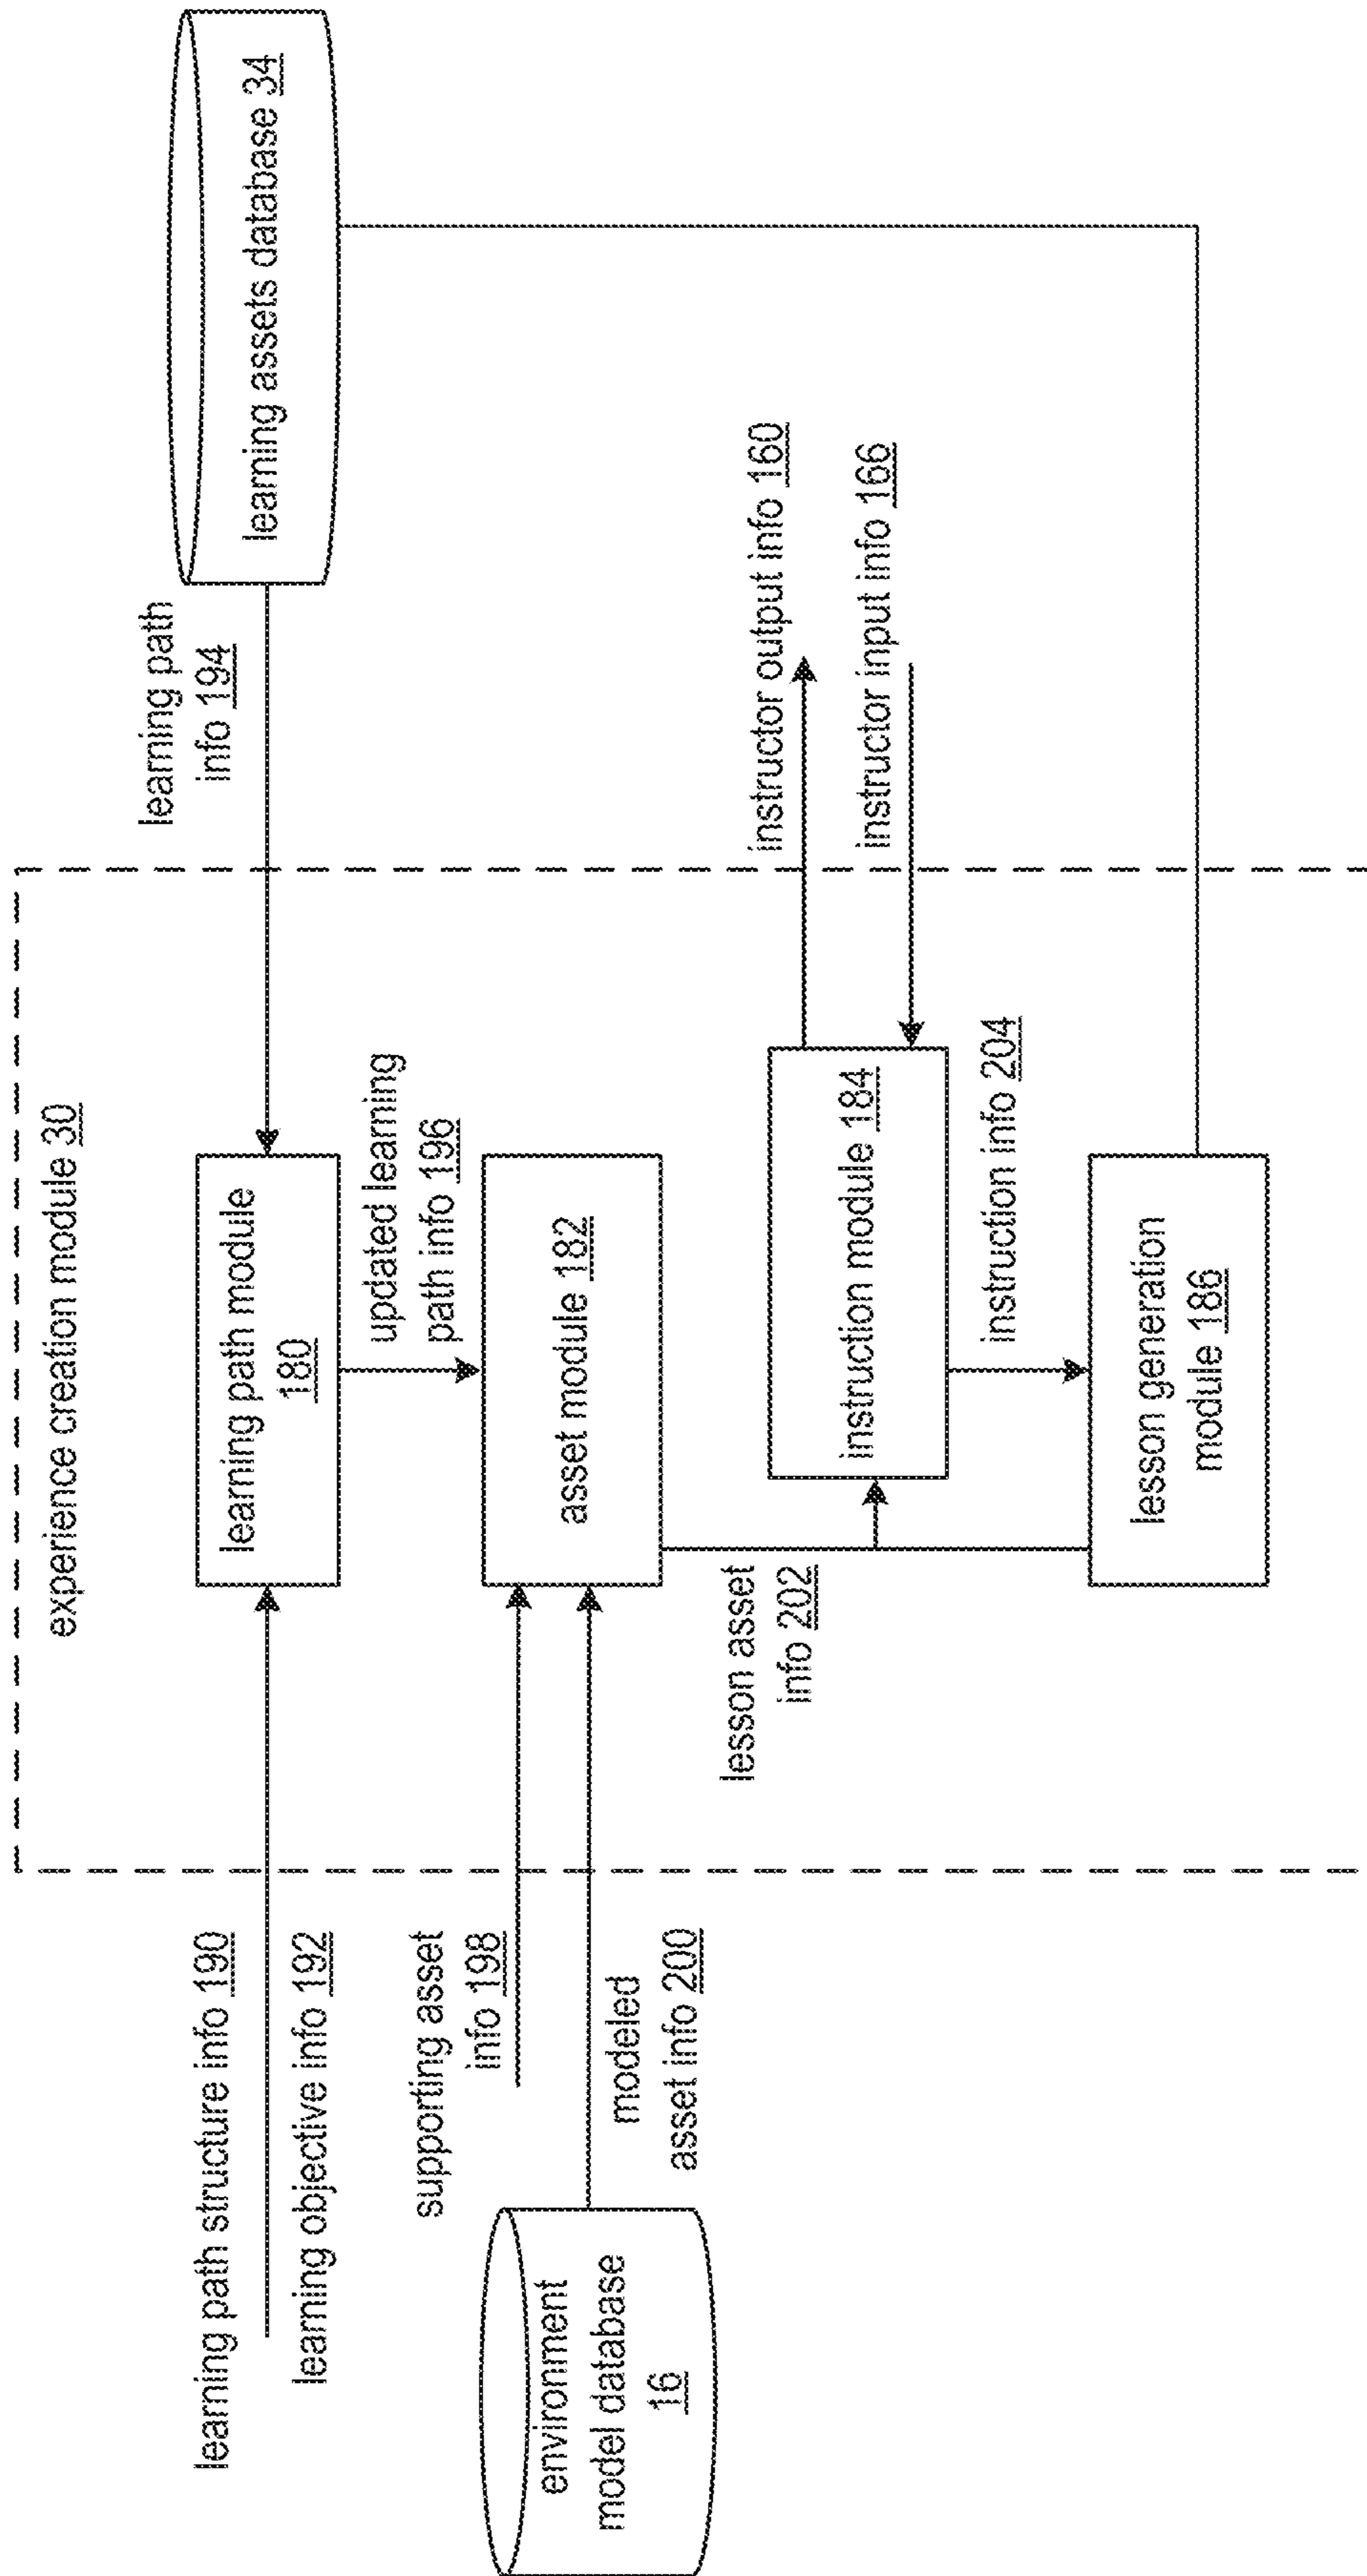 experience creation module 30
learning path structure info 190
learning objective info 192
learning path module
180
learning path
info 194
learning assets database 34
updated learning
path info 196
supporting asset
info 198
environment
model database
16
modeled
asset info 200
asset module 182
lesson asset
info 202
instruction module 184
instructor output info 160
instructor input info 166
instruction info 204
lesson generation
module 186